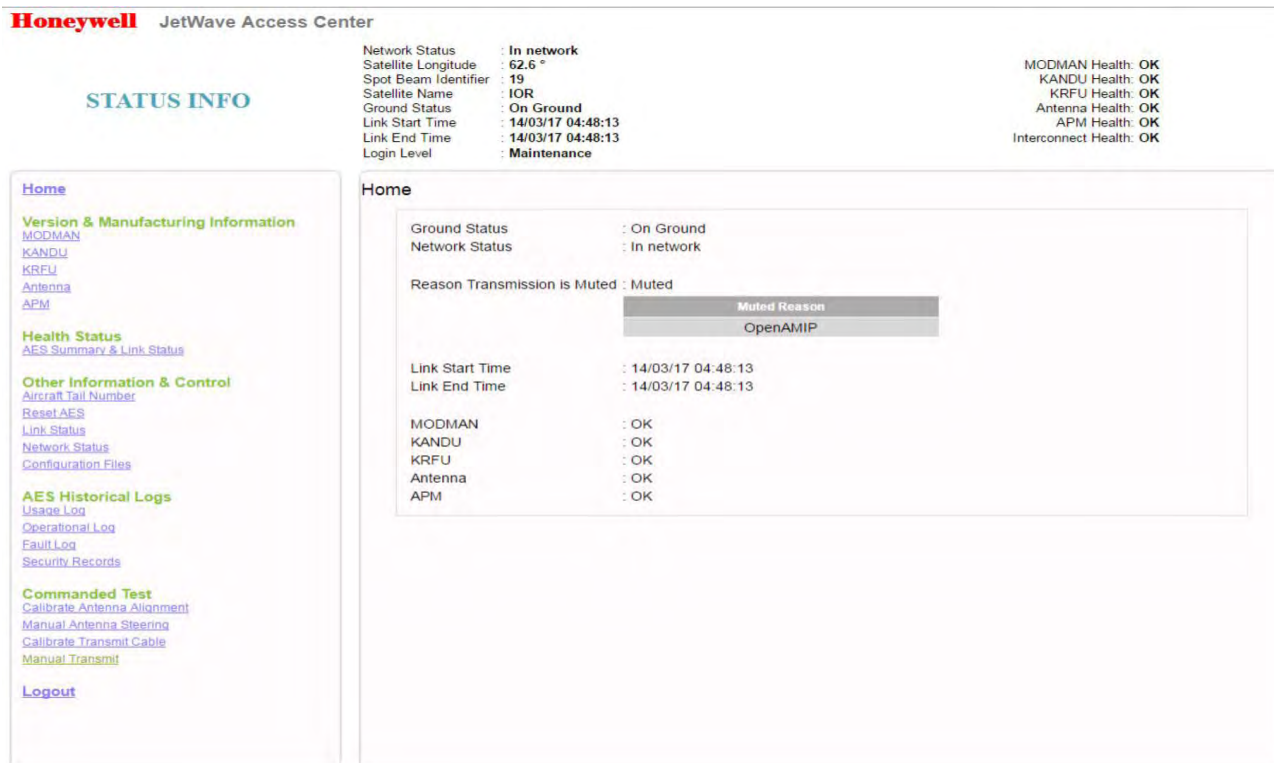 Honeywell JetWave Access Center
STATUS INFO
Network Status : In network
Satellite Longitude : 62.6 °
Spot Beam Identifier : 19
Satellite Name : IOR
Ground Status : On Ground
Link Start Time : 14/03/17 04:48:13
Link End Time : 14/03/17 04:48:13
Login Level : Maintenance
MODMAN Health: OK
KANDU Health: OK
KRFU Health: OK
Antenna Health: OK
APM Health: OK
Interconnect Health: OK
Home
Version & Manufacturing Information
MODMAN
KANDU
KRFU
Antenna
APM
Health Status
AES Summary & Link Status
Other Information & Control
Aircraft Tail Number
Reset AES
Link Status
Network Status
Configuration Files
AES Historical Logs
Usage Log
Operational Log
Fault Log
Security Records
Commanded Test
Calibrate Antenna Alignment
Manual Antenna Steering
Calibrate Transmit Cable
Manual Transmit
Logout
Home
Ground Status : On Ground
Network Status : In network
Reason Transmission is Muted : Muted
Muted Reason
OpenAMIP
Link Start Time : 14/03/17 04:48:13
Link End Time : 14/03/17 04:48:13
MODMAN : OK
KANDU : OK
KRFU : OK
Antenna : OK
APM : OK